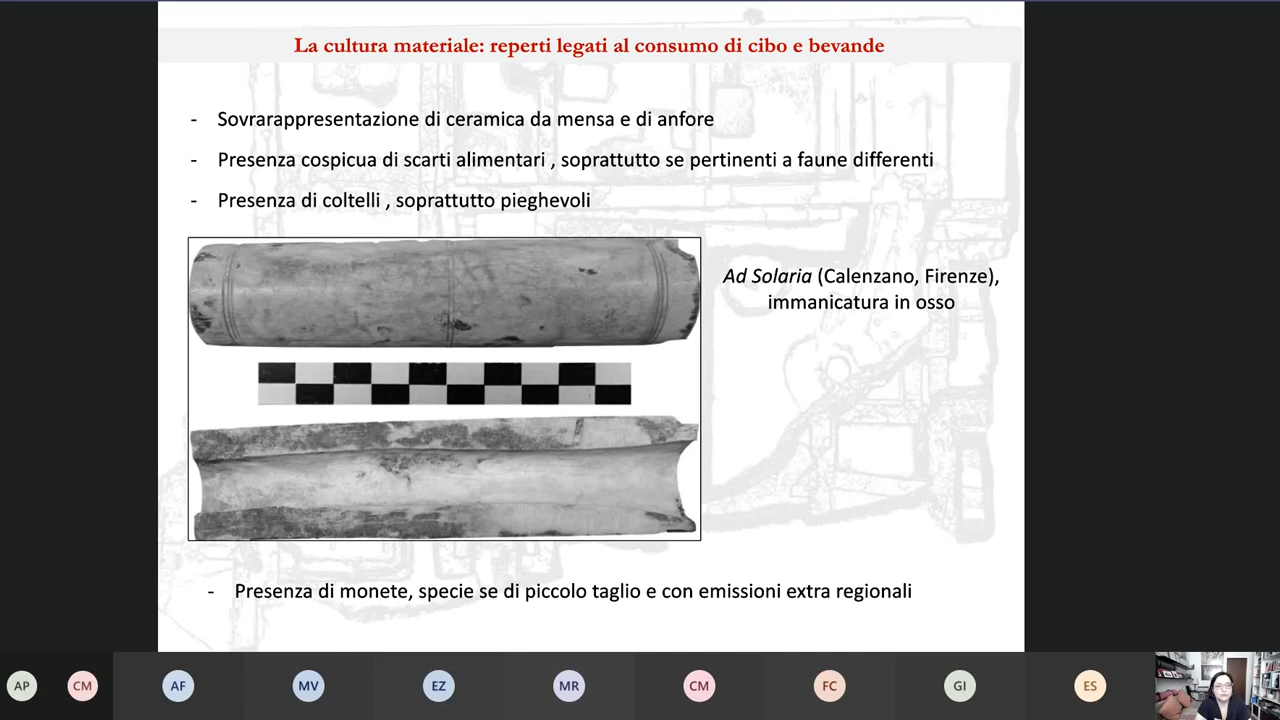 La cultura materiale: reperti legati al consumo di cibo e bevande
- Sovrarappresentazione di ceramica da mensa e di anfore
- Presenza cospicua di scarti alimentari , soprattutto se pertinenti a faune differenti
- Presenza di coltelli , soprattutto pieghevoli
Ad Solaria (Calenzano, Firenze),
immanicatura in osso
- Presenza di monete, specie se di piccolo taglio e con emissioni extra regionali
AP CM AF MV EZ MR CM FC GI ES